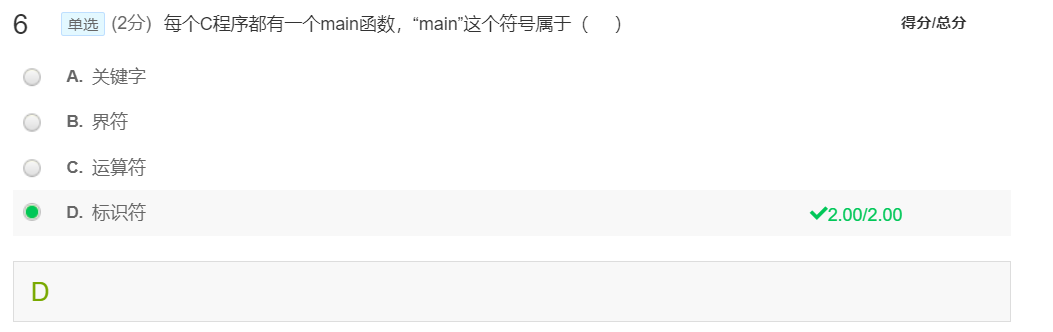 6 单选 (2分) 每个C程序都有一个main函数，“main”这个符号属于（　） 得分/总分
A. 关键字
B. 界符
C. 运算符
D. 标识符 2.00/2.00
D